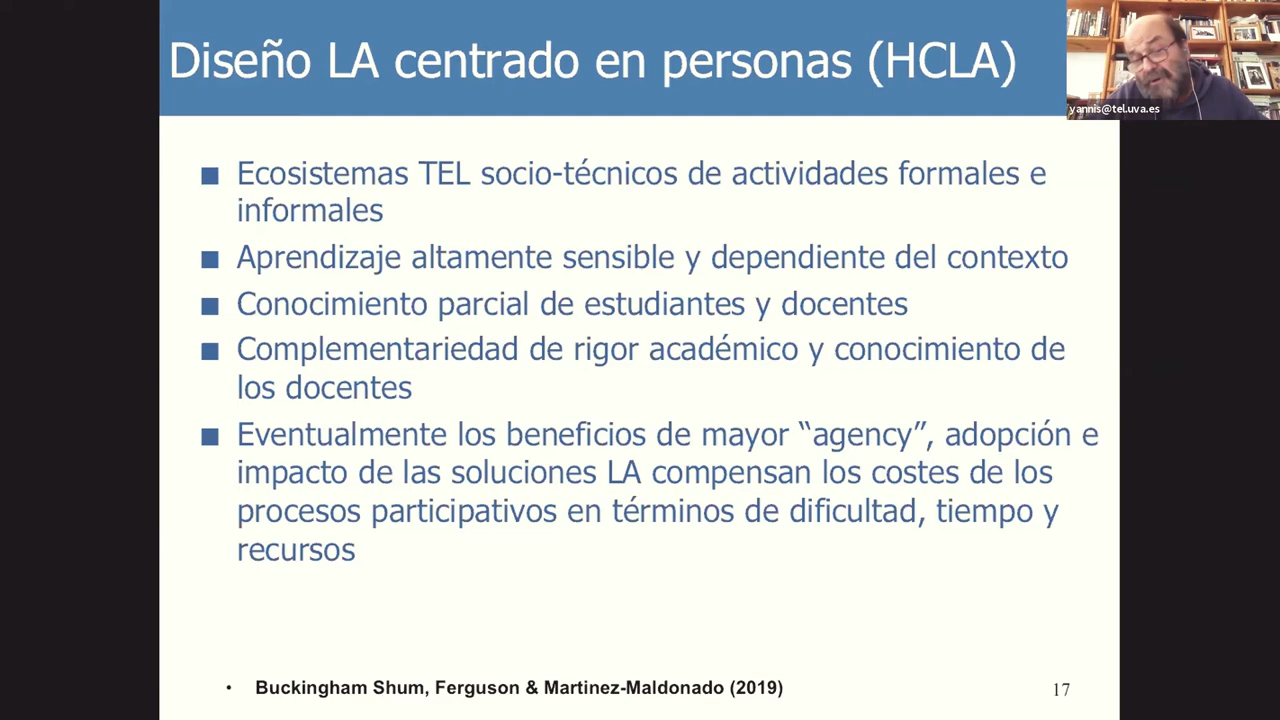 Diseño LA centrado en personas (HCLA)
yannis@tel.uva.es
■ Ecosistemas TEL socio-técnicos de actividades formales e
informales
■ Aprendizaje altamente sensible y dependiente del contexto
■ Conocimiento parcial de estudiantes y docentes
■ Complementariedad de rigor académico y conocimiento de
los docentes
■ Eventualmente los beneficios de mayor “agency”, adopción e
impacto de las soluciones LA compensan los costes de los
procesos participativos en términos de dificultad, tiempo y
recursos
• Buckingham Shum, Ferguson & Martinez-Maldonado (2019)
17